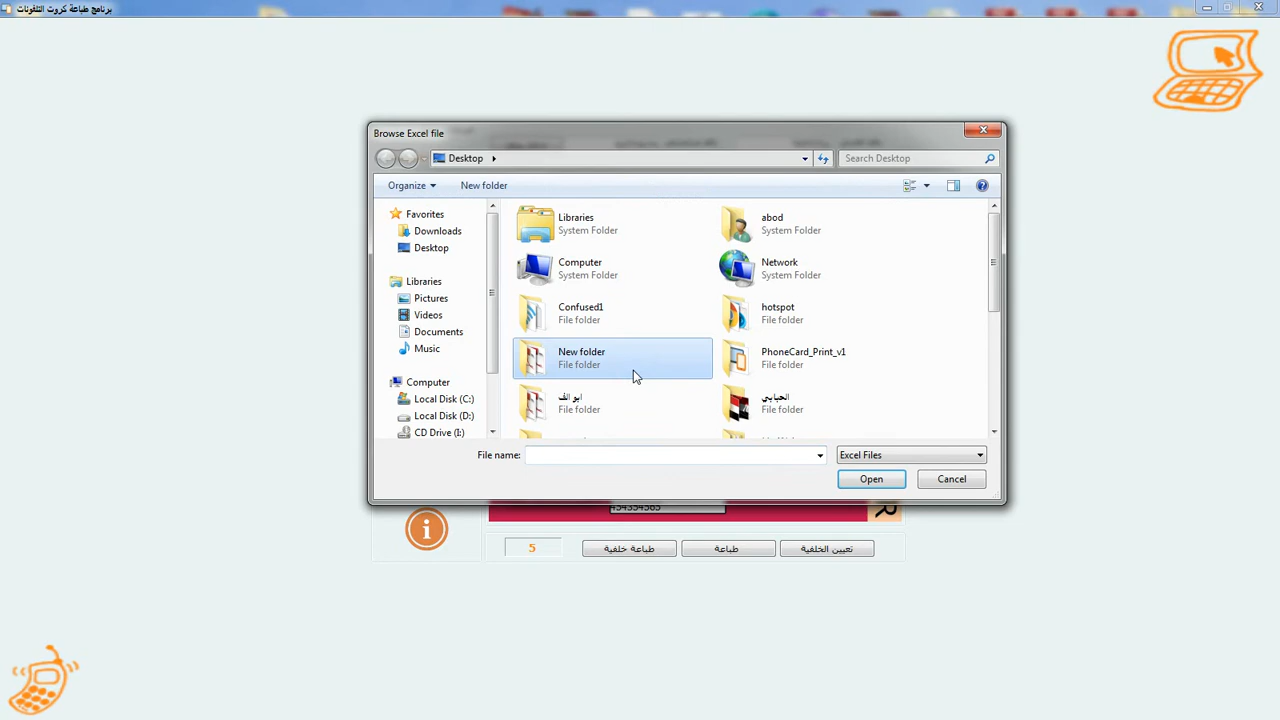 برنامج طباعة كروت التلفونات
Browse Excel file
Desktop
Search Desktop
Organize
New folder
Favorites
Downloads
Desktop
Libraries
Pictures
Videos
Documents
Music
Computer
Local Disk (C:)
Local Disk (D:)
CD Drive (I:)
Libraries
System Folder
abod
System Folder
Computer
System Folder
Network
System Folder
Confused1
File folder
hotspot
File folder
New folder
File folder
PhoneCard_Print_v1
File folder
ابو الف
File folder
الحبابي
File folder
File name:
Excel Files
Open
Cancel
R
5
طباعة خلفية
طباعة
تعيين الخلفية